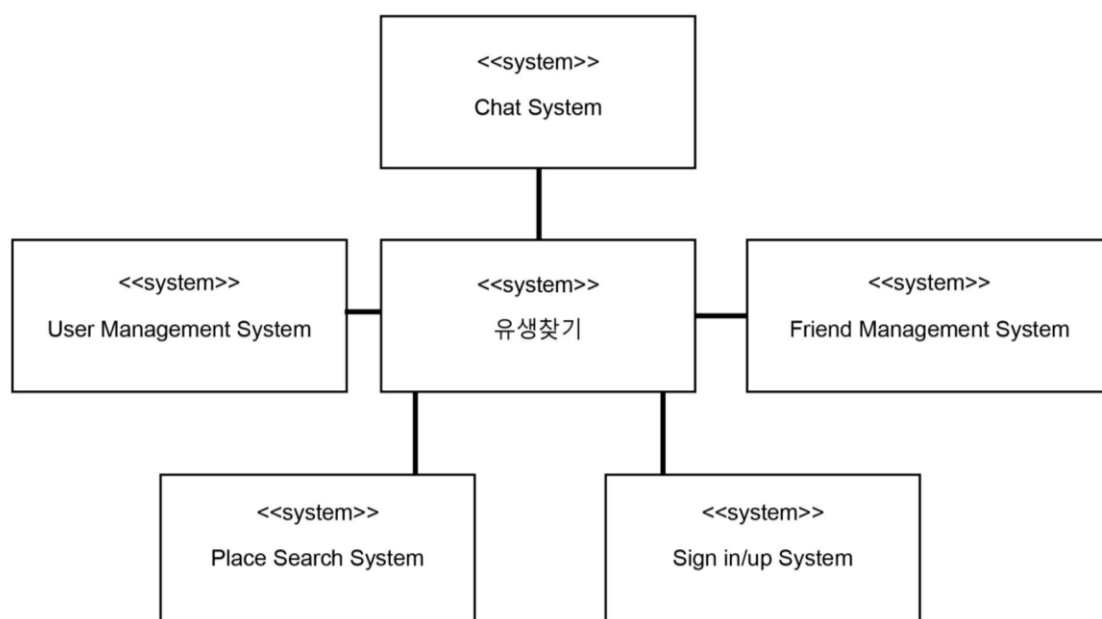 <<system>>
Chat System
<<system>>
User Management System
<<system>>
유생찾기
<<system>>
Friend Management System
<<system>>
Place Search System
<<system>>
Sign in/up System